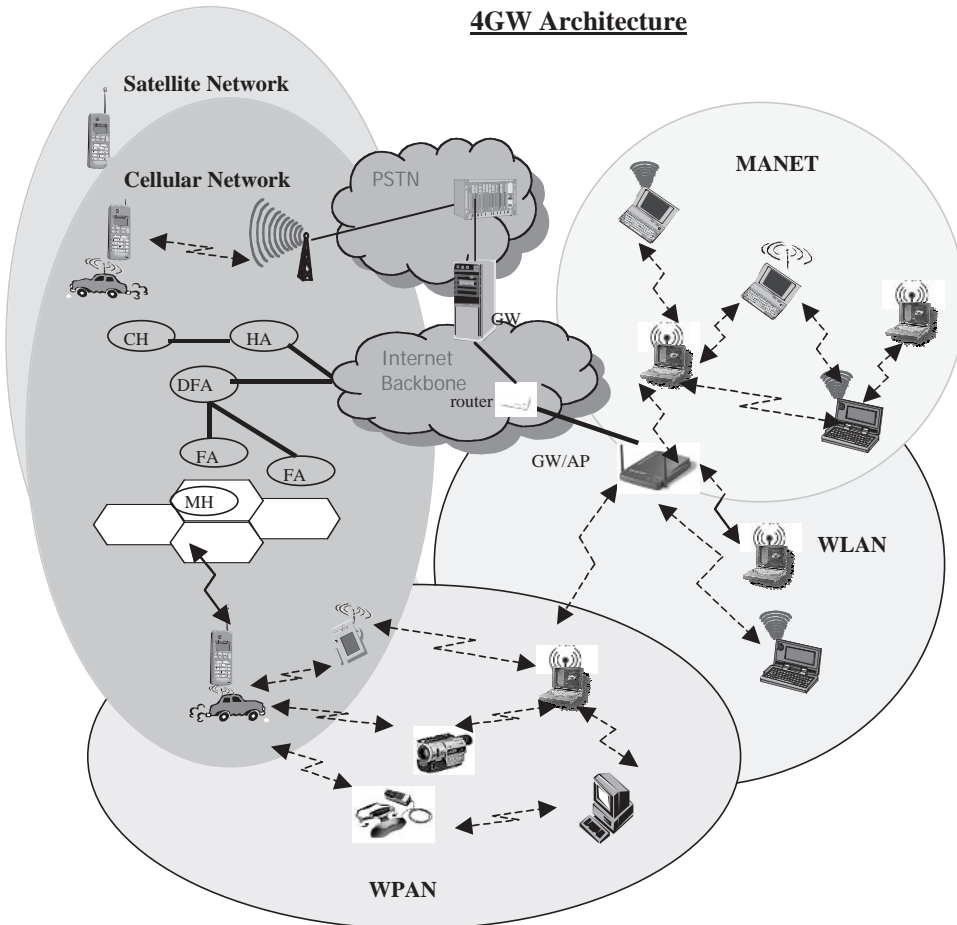 4GW Architecture
Satellite Network
Cellular Network
PSTN
MANET
GW
CH
HA
Internet
Backbone
DFA
router
FA
FA
GW/AP
MH
WLAN
WPAN